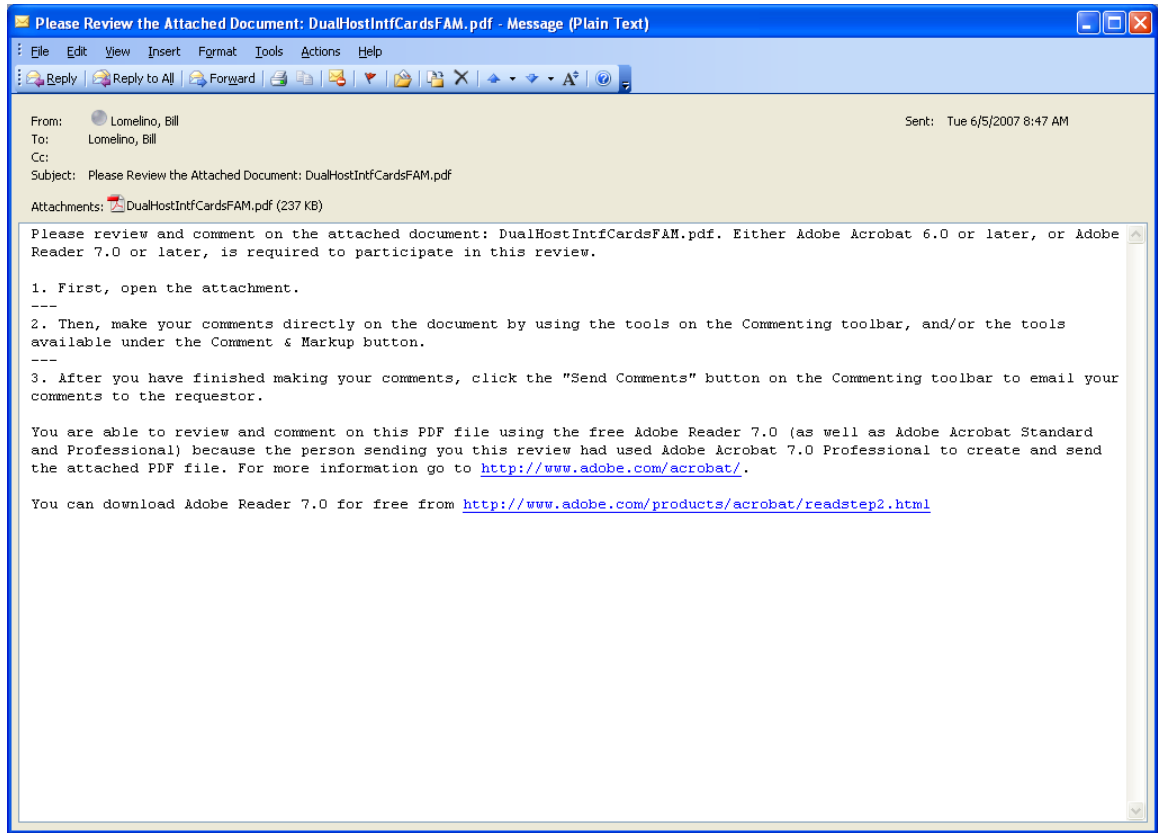 Please Review the Attached Document: DualHostIntfCardsFAM.pdf - Message (Plain Text)
File Edit View Insert Format Tools Actions Help
Reply Reply to All Forward
From: Lomelino, Bill Sent: Tue 6/5/2007 8:47 AM
To: Lomelino, Bill
Cc:
Subject: Please Review the Attached Document: DualHostIntfCardsFAM.pdf
Attachments: DualHostIntfCardsFAM.pdf (237 KB)
Please review and comment on the attached document: DualHostIntfCardsFAM.pdf. Either Adobe Acrobat 6.0 or later, or Adobe
Reader 7.0 or later, is required to participate in this review.
1. First, open the attachment.
---
2. Then, make your comments directly on the document by using the tools on the Commenting toolbar, and/or the tools
available under the Comment & Markup button.
---
3. After you have finished making your comments, click the "Send Comments" button on the Commenting toolbar to email your
comments to the requestor.
You are able to review and comment on this PDF file using the free Adobe Reader 7.0 (as well as Adobe Acrobat Standard
and Professional) because the person sending you this review had used Adobe Acrobat 7.0 Professional to create and send
the attached PDF file. For more information go to http://www.adobe.com/acrobat/.
You can download Adobe Reader 7.0 for free from http://www.adobe.com/products/acrobat/readstep2.html